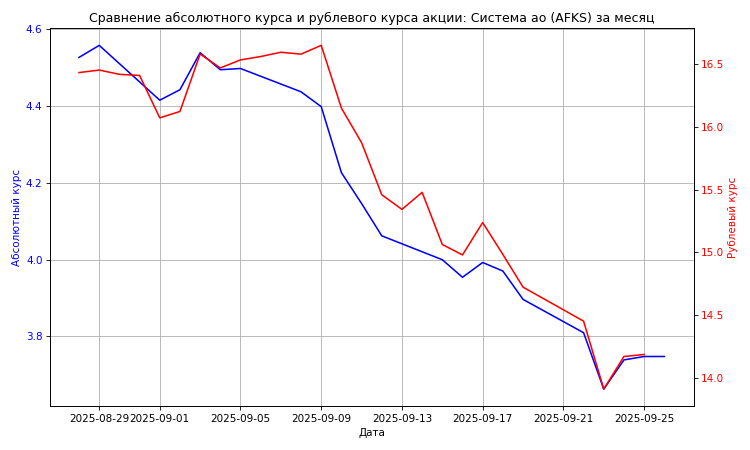 Сравнение абсолютного курса и рублевого курса акции: Система ао (AFKS) за месяц
4.6
4.4
4.2
4.0
3.8
Абсолютный курс
16.5
16.0
15.5
15.0
14.5
14.0
Рублевый курс
2025-08-29 2025-09-01 2025-09-05 2025-09-09 2025-09-13 2025-09-17 2025-09-21 2025-09-25
Дата